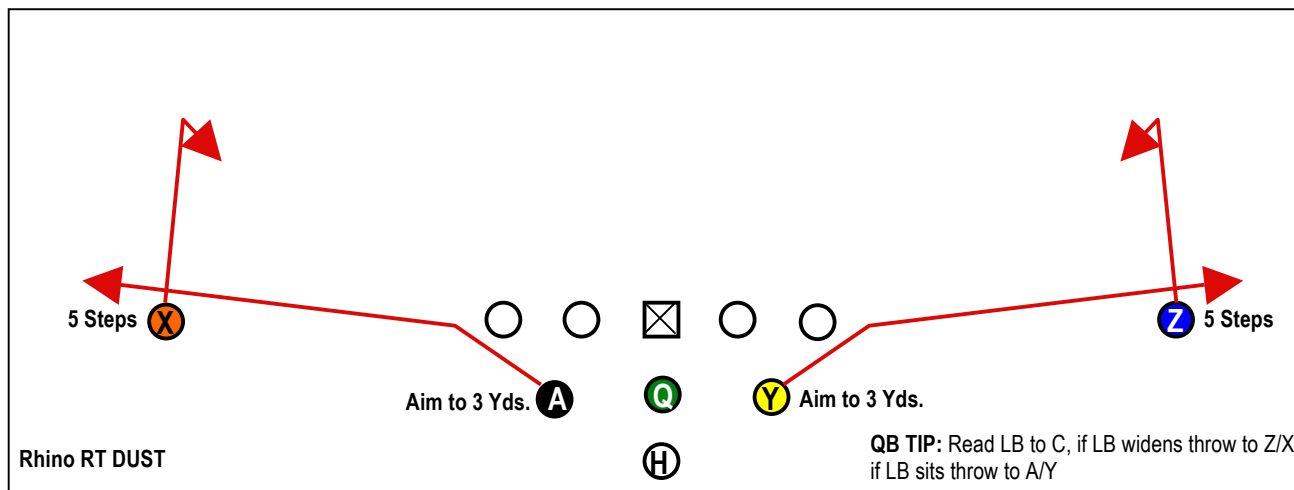 5 Steps X
Z 5 Steps
Aim to 3 Yds. A
Q
Y Aim to 3 Yds.
H
Rhino RT DUST
QB TIP: Read LB to C, if LB widens throw to Z/X
if LB sits throw to A/Y